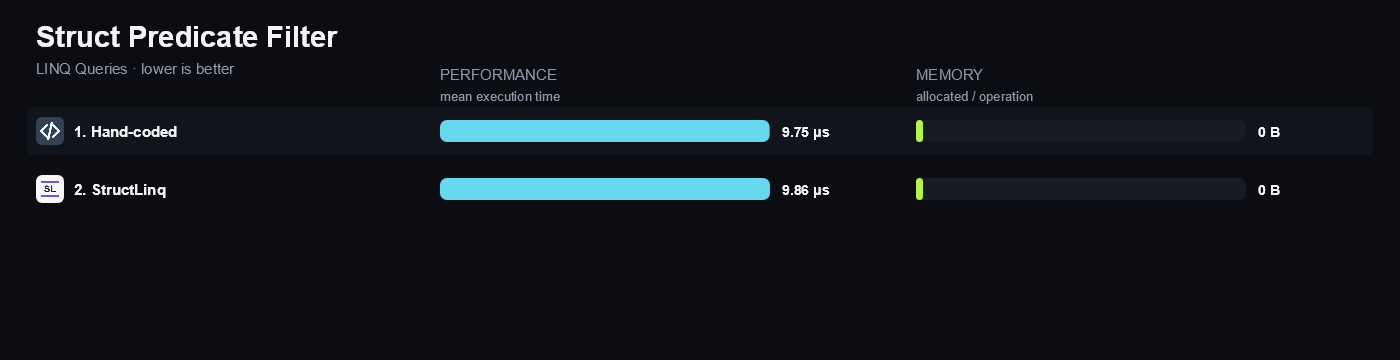 Struct Predicate Filter
LINQ Queries · lower is better
PERFORMANCE
mean execution time
MEMORY
allocated / operation
1. Hand-coded
9.75 µs
0 B
SL
2. StructLinq
9.86 µs
0 B